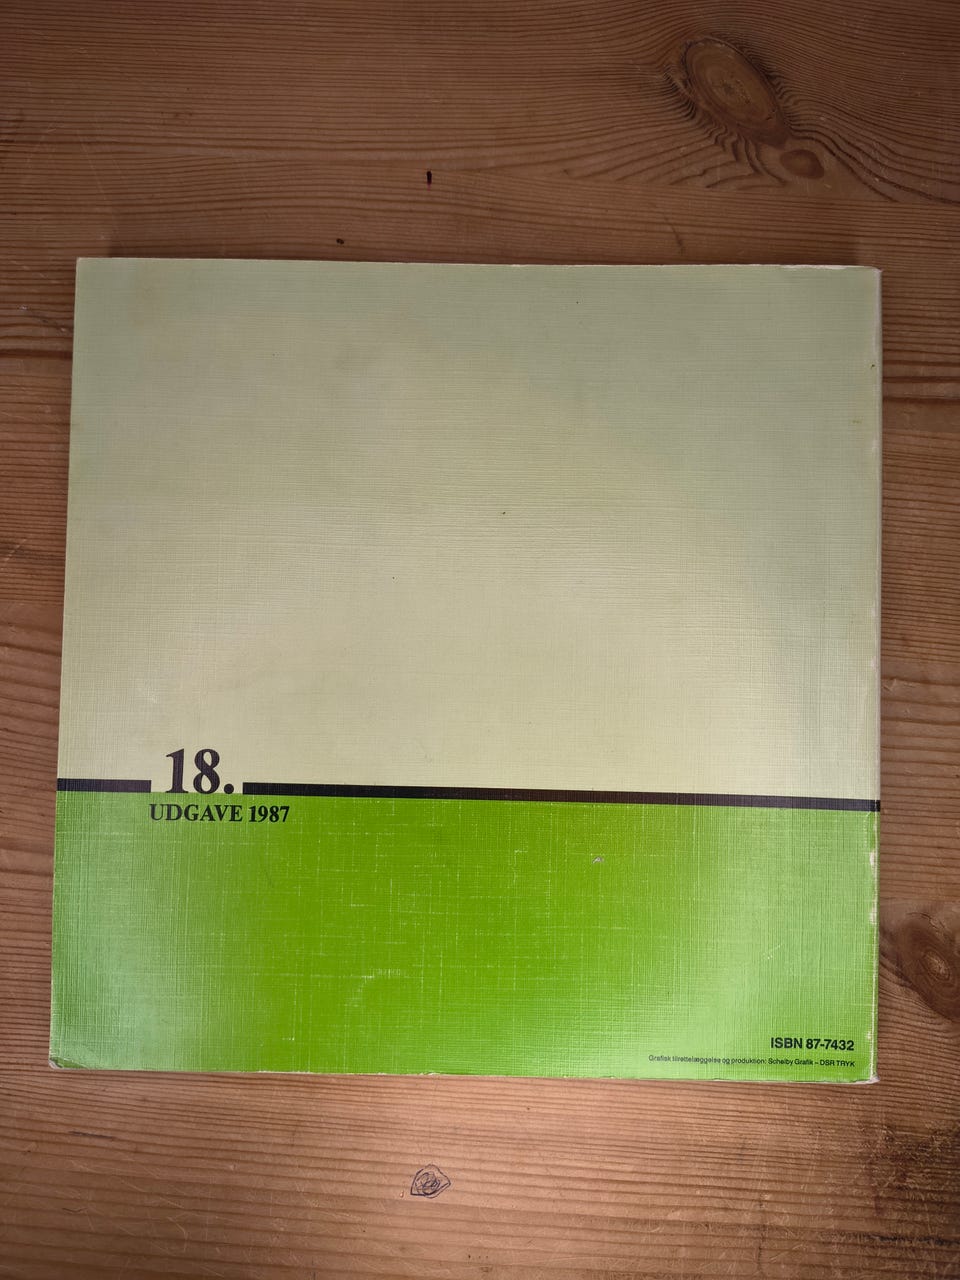 18.
UDGAVE 1987
ISBN 87-7432
Grafisk tilrettelæggelse og produktion: Schelby Grafik – DSR TRYK